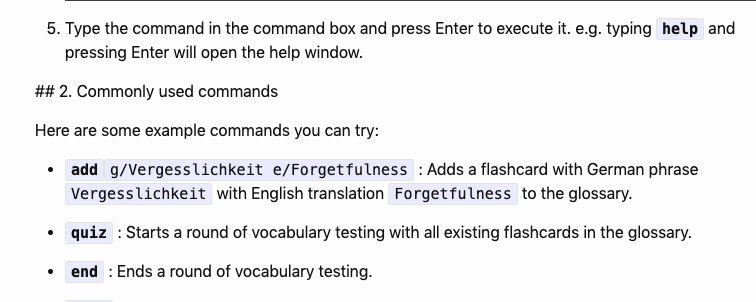 5. Type the command in the command box and press Enter to execute it. e.g. typing help and
pressing Enter will open the help window.
## 2. Commonly used commands
Here are some example commands you can try:
• add g/Vergesslichkeit e/Forgetfulness : Adds a flashcard with German phrase
Vergesslichkeit with English translation Forgetfulness to the glossary.
• quiz : Starts a round of vocabulary testing with all existing flashcards in the glossary.
• end : Ends a round of vocabulary testing.